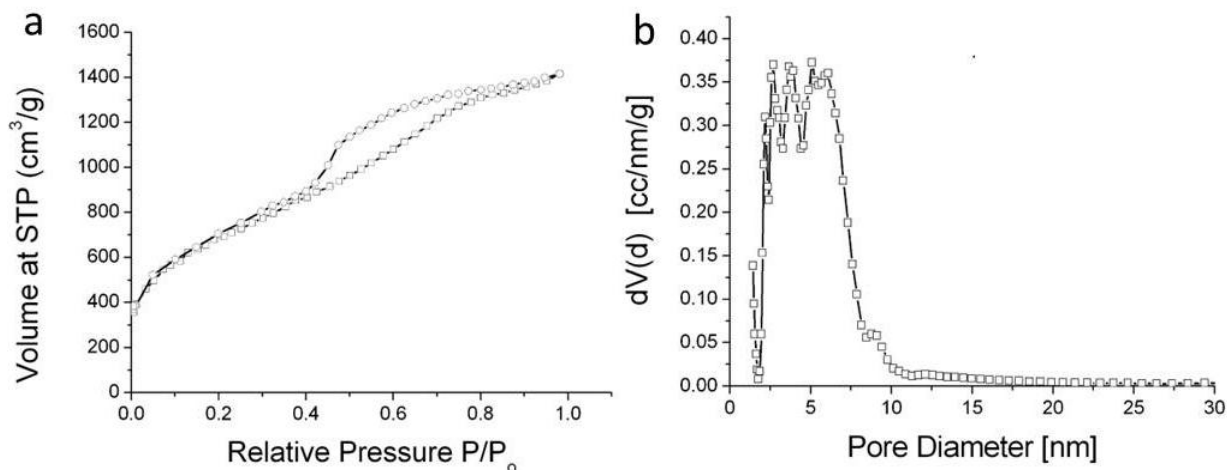 a
1600
1400
1200
1000
800
600
400
200
0
0.0 0.2 0.4 0.6 0.8 1.0
Volume at STP (cm³/g)
Relative Pressure P/Pₒ
b
0.40
0.35
0.30
0.25
0.20
0.15
0.10
0.05
0.00
0 5 10 15 20 25 30
dV(d) [cc/nm/g]
Pore Diameter [nm]